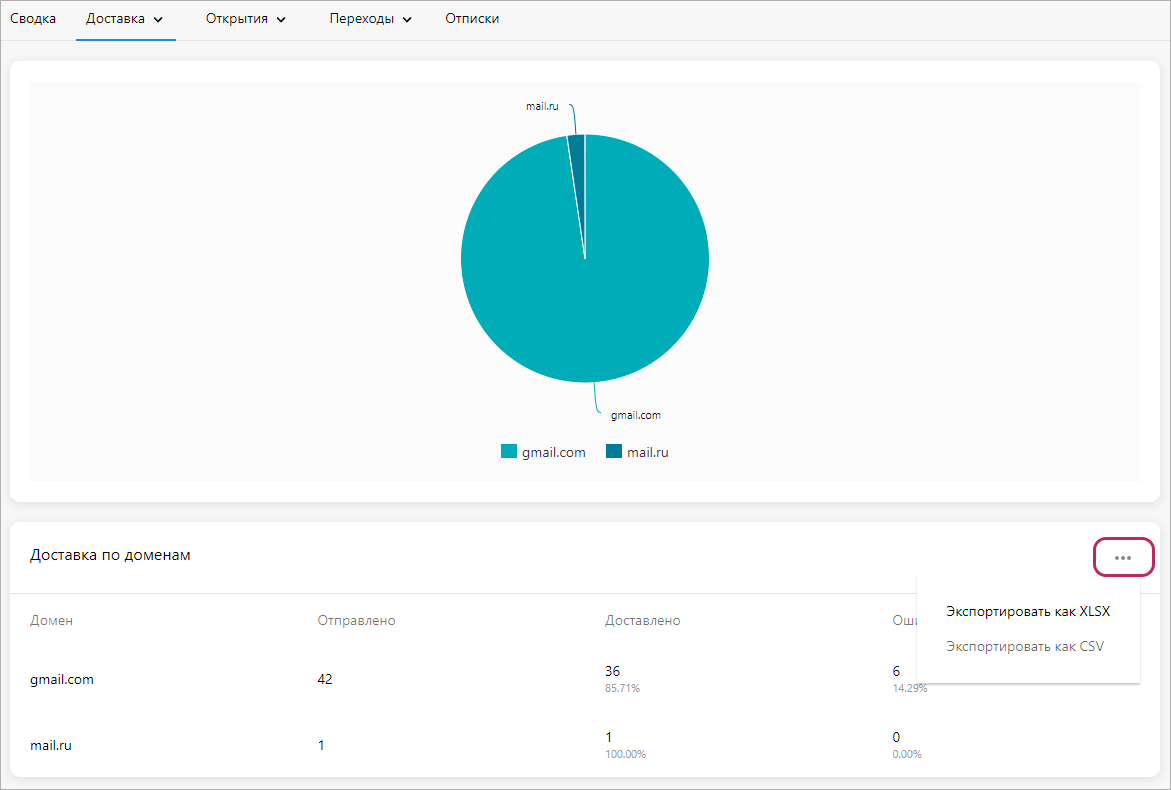 Сводка Доставка Открытия Переходы Отписки
mail.ru
gmail.com
gmail.com mail.ru
Доставка по доменам
Экспортировать как XLSX
Экспортировать как CSV
Домен Отправлено Доставлено
gmail.com 42 36 6
85.71% 14.29%
mail.ru 1 1 0
100.00% 0.00%